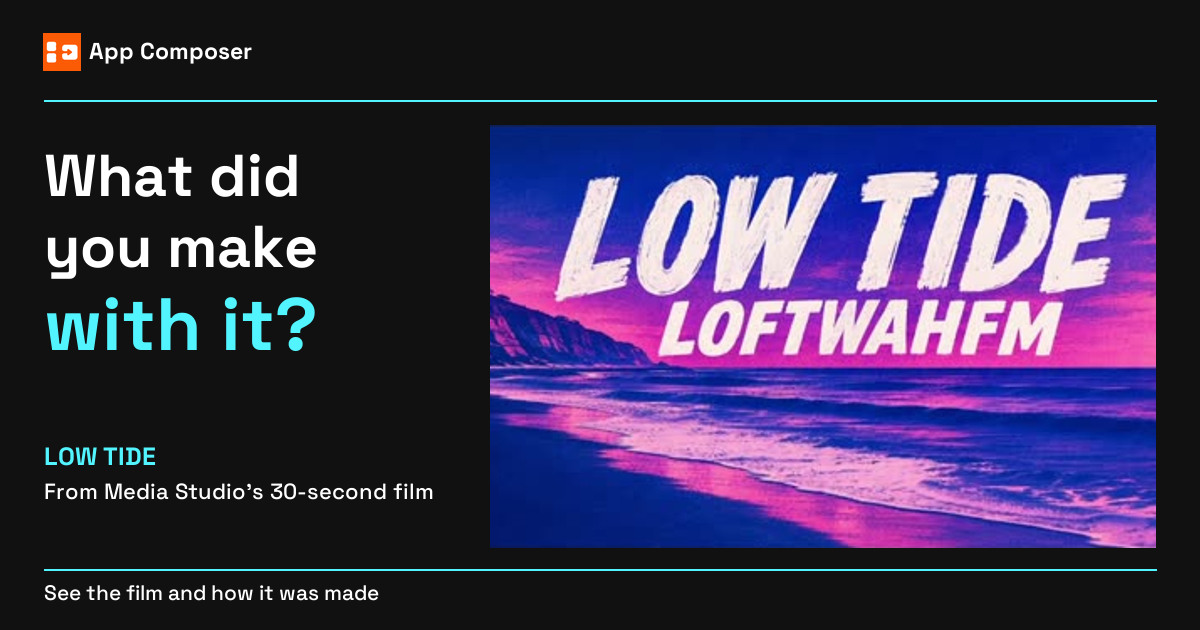 App Composer
What did
you make
with it?
LOW TIDE
From Media Studio’s 30-second film
LOW TIDE
LOFTWAHFM
See the film and how it was made